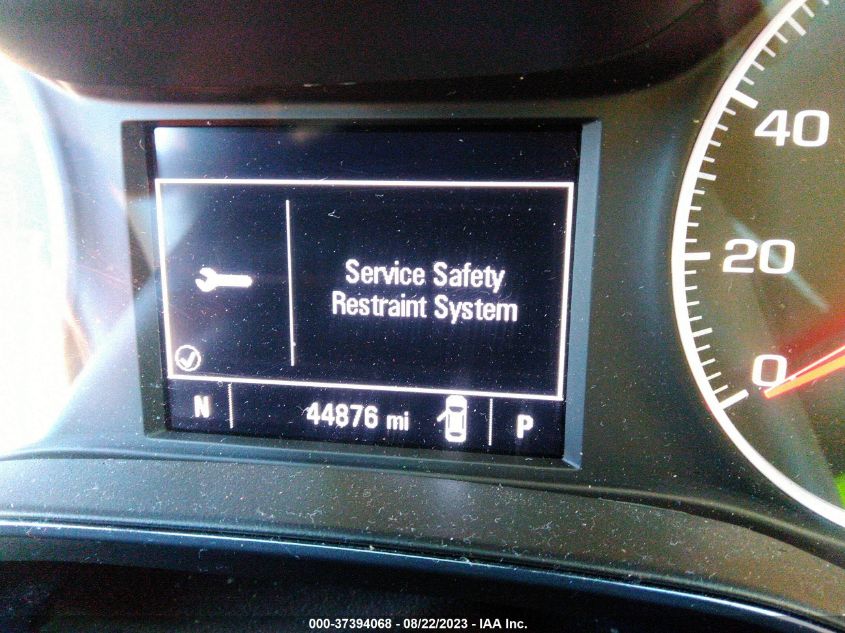 40
20
0
Service Safety
Restraint System
N 44876 mi P
000-37394068 - 08/22/2023 - IAA Inc.